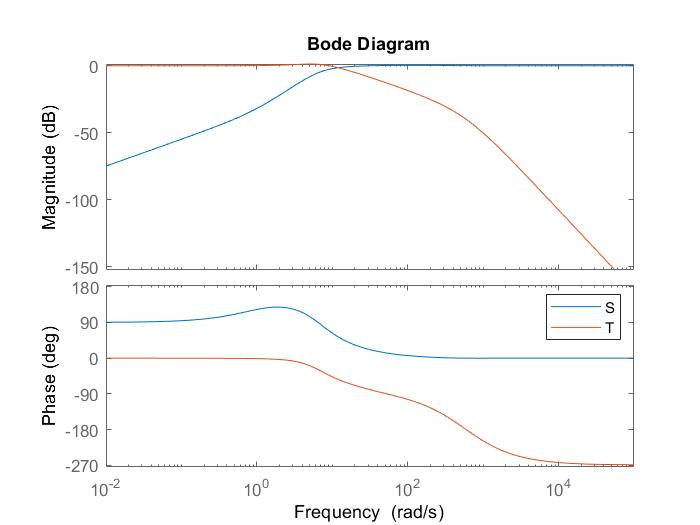 Bode Diagram
Magnitude (dB)
0
-50
-100
-150
Phase (deg)
180
90
0
-90
-180
-270
S
T
10^-2
10^0
10^2
10^4
Frequency (rad/s)